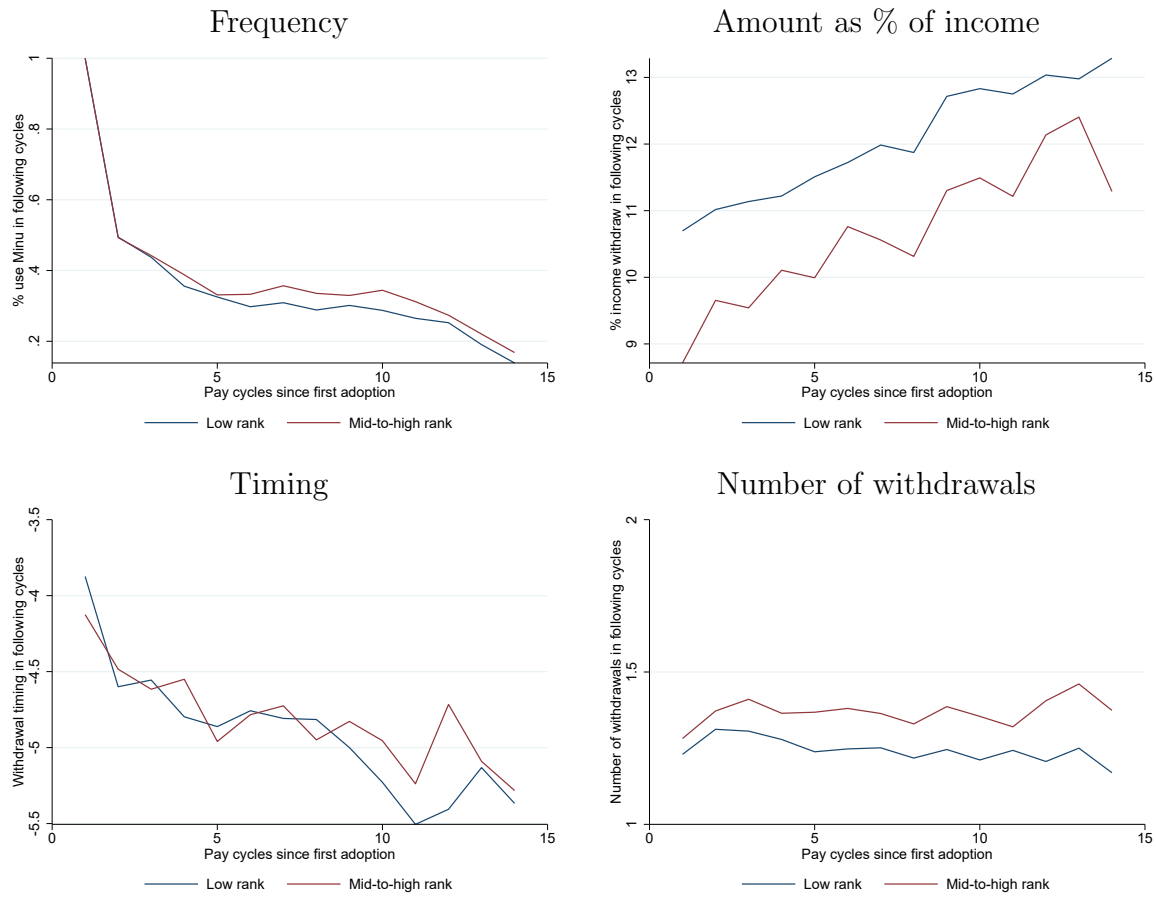 Frequency
% use Minu in following cycles
1
.8
.6
.4
.2
0 5 10 15
Pay cycles since first adoption
Low rank Mid-to-high rank
Amount as % of income
% income withdraw in following cycles
13
12
11
10
9
0 5 10 15
Pay cycles since first adoption
Low rank Mid-to-high rank
Timing
Withdrawal timing in following cycles
-3.5
-4
-4.5
-5
-5.5
0 5 10 15
Pay cycles since first adoption
Low rank Mid-to-high rank
Number of withdrawals
Number of withdrawals in following cycles
2
1.5
1
0 5 10 15
Pay cycles since first adoption
Low rank Mid-to-high rank